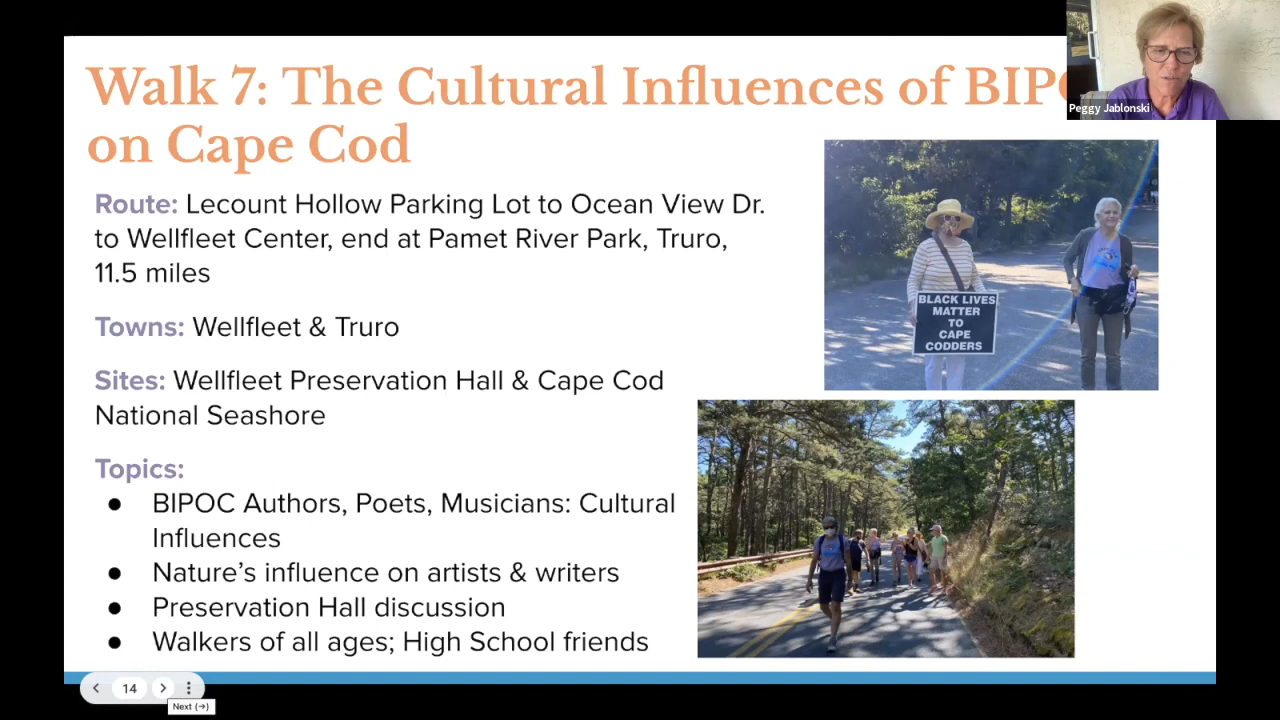 Walk 7: The Cultural Influences of
on Cape Cod
Peggy Jablonski
Route: Lecount Hollow Parking Lot to Ocean View Dr.
to Wellfleet Center, end at Pamet River Park, Truro,
11.5 miles
Towns: Wellfleet & Truro
Sites: Wellfleet Preservation Hall & Cape Cod
National Seashore
Topics:
● BIPOC Authors, Poets, Musicians: Cultural
Influences
● Nature's influence on artists & writers
● Preservation Hall discussion
● Walkers of all ages; High School friends
BLACK LIVES
MATTER
TO
CAPE
CODDERS
14
Next (→)